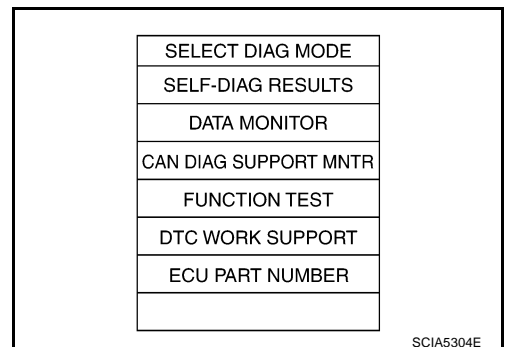 SELECT DIAG MODE
SELF-DIAG RESULTS
DATA MONITOR
CAN DIAG SUPPORT MNTR
FUNCTION TEST
DTC WORK SUPPORT
ECU PART NUMBER
SCIA5304E